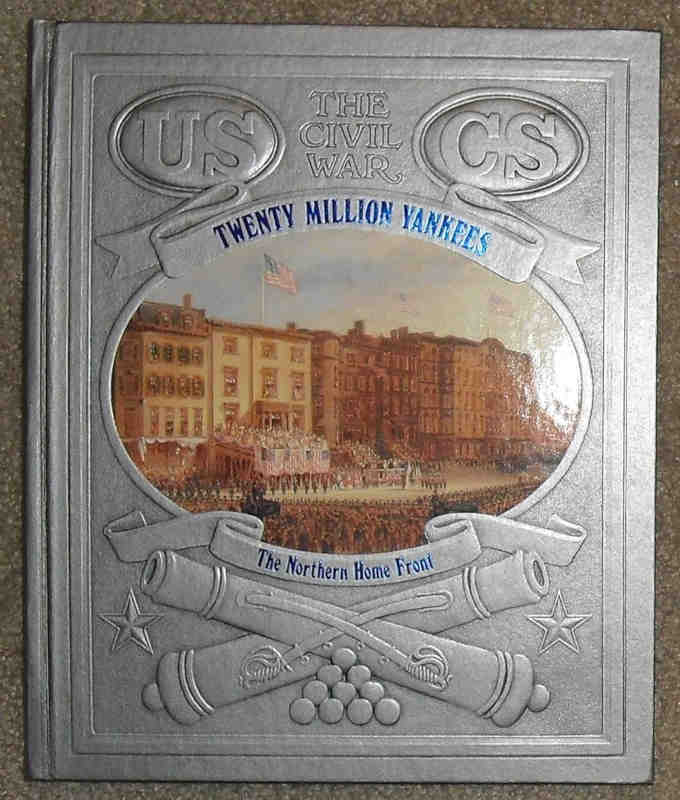 US
THE
CIVIL
WAR
CS
TWENTY MILLION YANKEES
The Northern Home Front